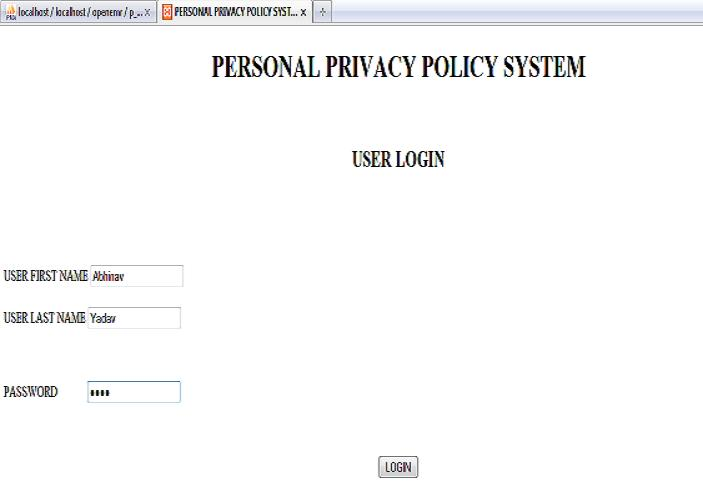 localhost / localhost / openemr / p_... x PERSONAL PRIVACY POLICY SYST... x
PERSONAL PRIVACY POLICY SYSTEM
USER LOGIN
USER FIRST NAME Abhinav
USER LAST NAME Yadav
PASSWORD ••••
LOGIN